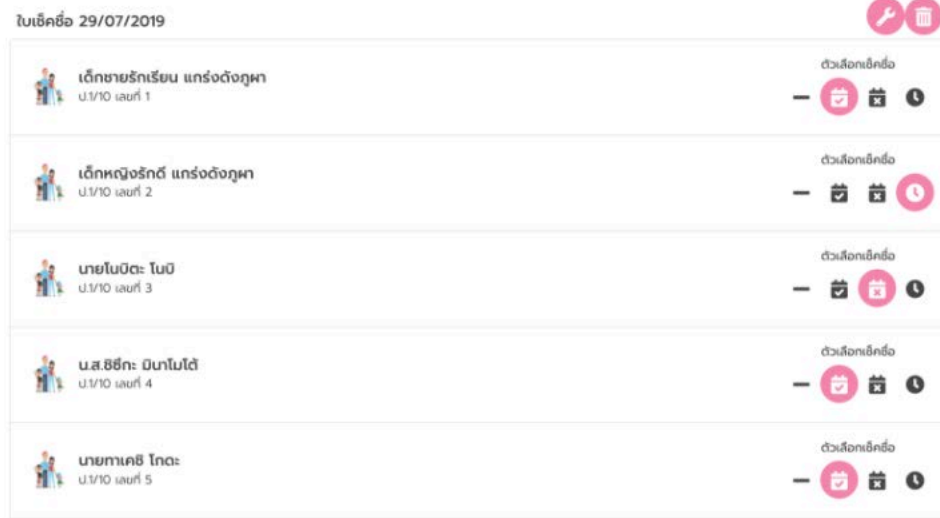 ใบเช็คชื่อ 29/07/2019
เด็กชายรักเรียน แกร่งดังภูผา
ป.1/10 เลขที่ 1
ตัวเลือกเช็คชื่อ
เด็กหญิงรักดี แกร่งดังภูผา
ป.1/10 เลขที่ 2
ตัวเลือกเช็คชื่อ
นายโนบิตะ โนบิ
ป.1/10 เลขที่ 3
ตัวเลือกเช็คชื่อ
น.ส.ชิซึกะ มินาโมโต้
ป.1/10 เลขที่ 4
ตัวเลือกเช็คชื่อ
นายทาเคชิ โกดะ
ป.1/10 เลขที่ 5
ตัวเลือกเช็คชื่อ